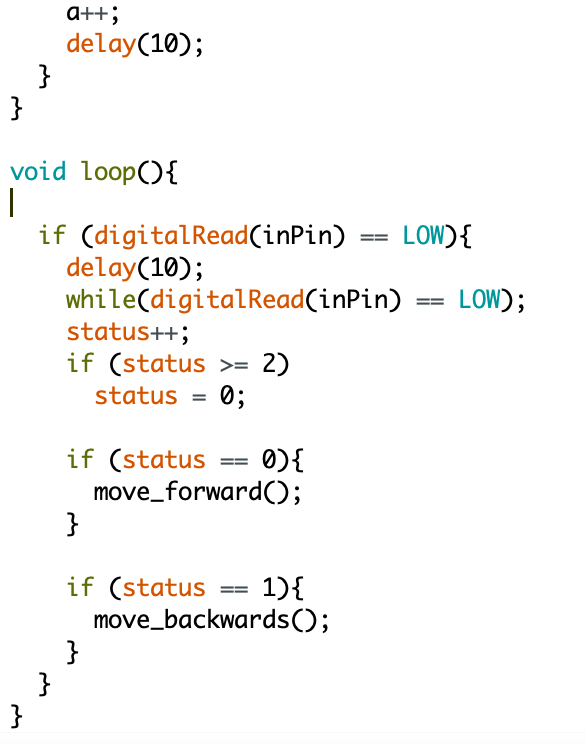 a++;
delay(10);
}
}
void loop(){
if (digitalRead(inPin) == LOW){
delay(10);
while(digitalRead(inPin) == LOW);
status++;
if (status >= 2)
status = 0;
if (status == 0){
move_forward();
}
if (status == 1){
move_backwards();
}
}
}